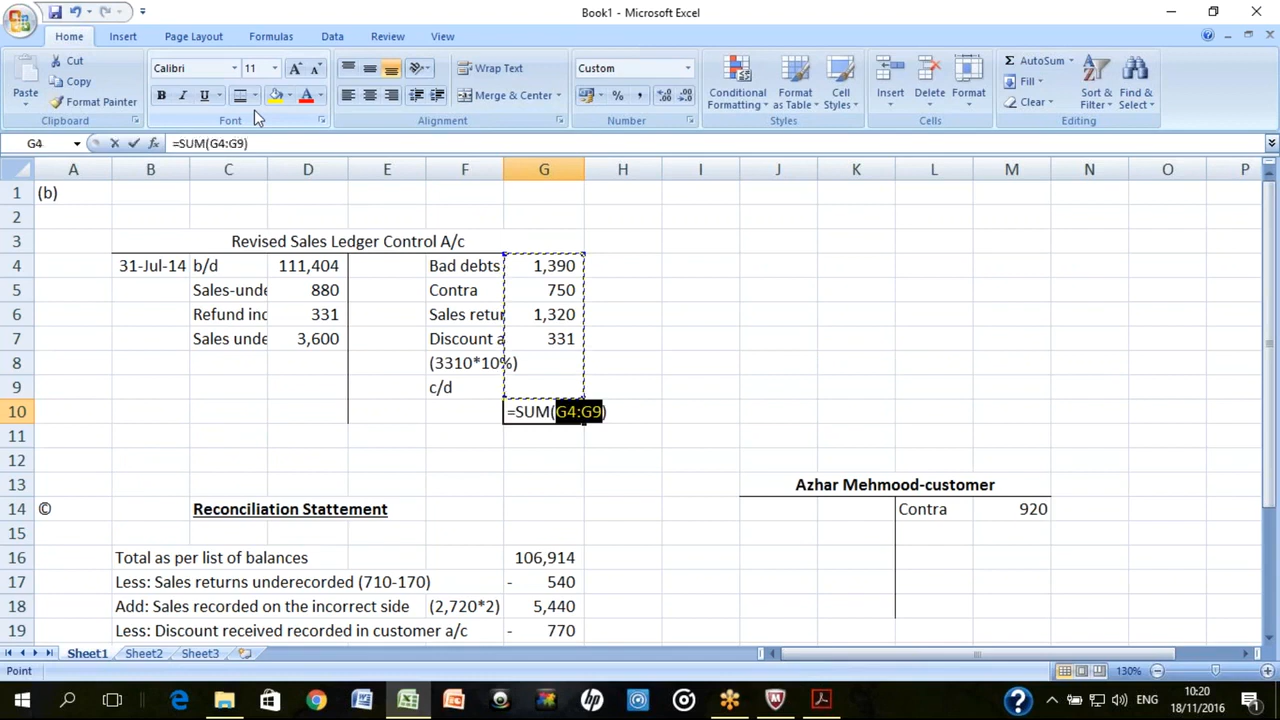 Book1 - Microsoft Excel
Home Insert Page Layout Formulas Data Review View
Cut
Copy
Format Painter
Paste
Clipboard
Calibri 11
B I U
Font
Wrap Text
Merge & Center
Alignment
Custom
% ,
Number
Conditional Formatting
Format as Table
Cell Styles
Styles
Insert Delete Format
Cells
AutoSum
Fill
Clear
Sort & Filter
Find & Select
Editing
G4 fx =SUM(G4:G9)
A B C D E F G H I J K L M N O P
1 (b)
2
3 Revised Sales Ledger Control A/c
4 31-Jul-14 b/d 111,404 Bad debts 1,390
5 Sales-unde 880 Contra 750
6 Refund inc 331 Sales retur 1,320
7 Sales unde 3,600 Discount a 331
8 (3310*10%)
9 c/d
10 =SUM(G4:G9)
11
12
13 Azhar Mehmood-customer
14 © Reconciliation Stattement Contra 920
15
16 Total as per list of balances 106,914
17 Less: Sales returns underecorded (710-170) - 540
18 Add: Sales recorded on the incorrect side (2,720*2) 5,440
19 Less: Discount received recorded in customer a/c - 770
Sheet1 Sheet2 Sheet3
Point 130%
ENG 10:20
18/11/2016